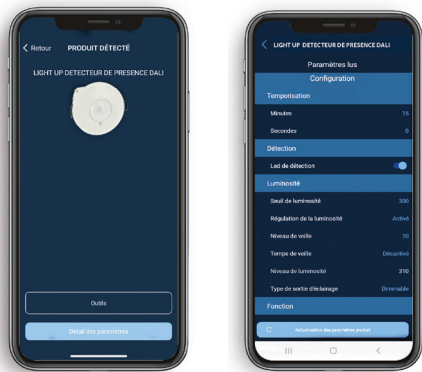 Retour PRODUIT DÉTECTÉ
LIGHT UP DETECTEUR DE PRESENCE DALI
Outils
Détail des paramètres
LIGHT UP DETECTEUR DE PRESENCE DALI
Paramètres lus
Configuration
Temporisation
Minutes 15
Secondes 0
Détection
Led de détection
Luminosité
Seuil de luminosité 300
Régulation de la luminosité Activé
Niveau de veille 10
Temps de veille Désactivé
Niveau de luminosité 310
Type de sortie d'éclairage Dimmable
Fonction
Actualisation des paramètres produit